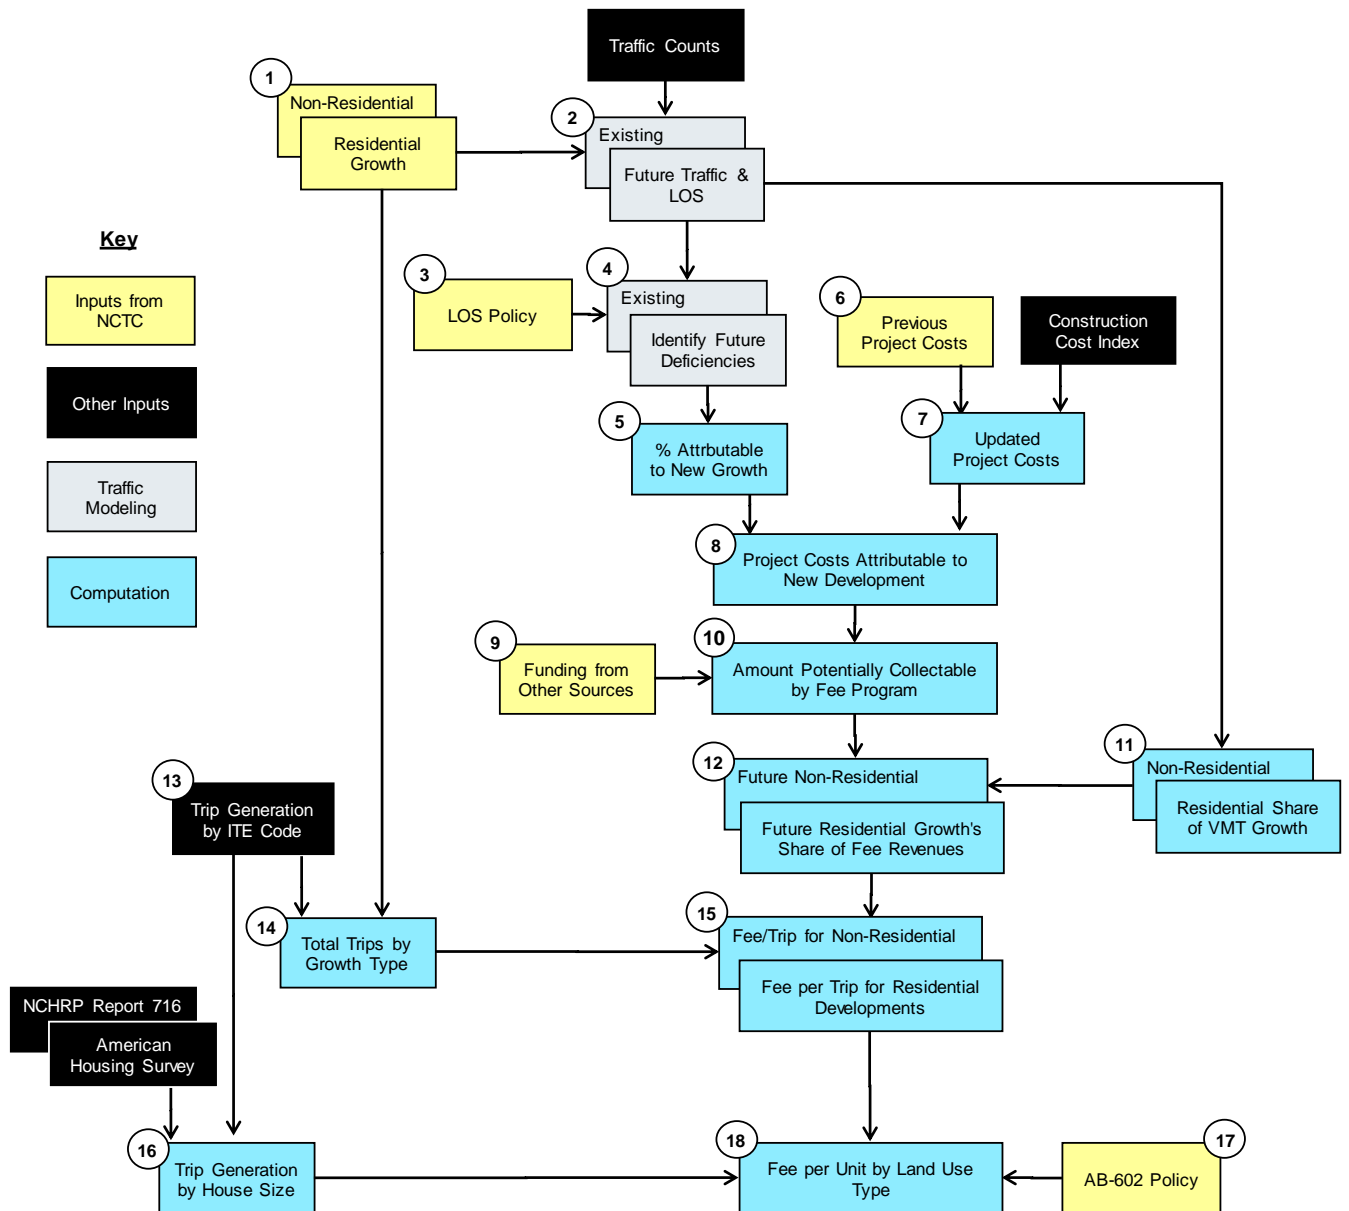 Traffic Counts
1
Non-Residential
Residential
Growth
2
Existing
Future Traffic &
LOS
Key
Inputs from
NCTC
Other Inputs
Traffic
Modeling
Computation
3
LOS Policy
4
Existing
Identify Future
Deficiencies
6
Previous
Project Costs
Construction
Cost Index
5
% Attrbutable
to New Growth
7
Updated
Project Costs
8
Project Costs Attributable to
New Development
9
Funding from
Other Sources
10
Amount Potentially Collectable
by Fee Program
11
Non-Residential
Residential Share
of VMT Growth
12
Future Non-Residential
Future Residential Growth's
Share of Fee Revenues
13
Trip Generation
by ITE Code
14
Total Trips by
Growth Type
15
Fee/Trip for Non-Residential
Fee per Trip for Residential
Developments
NCHRP Report 716
American
Housing Survey
16
Trip Generation
by House Size
18
Fee per Unit by Land Use
Type
17
AB-602 Policy